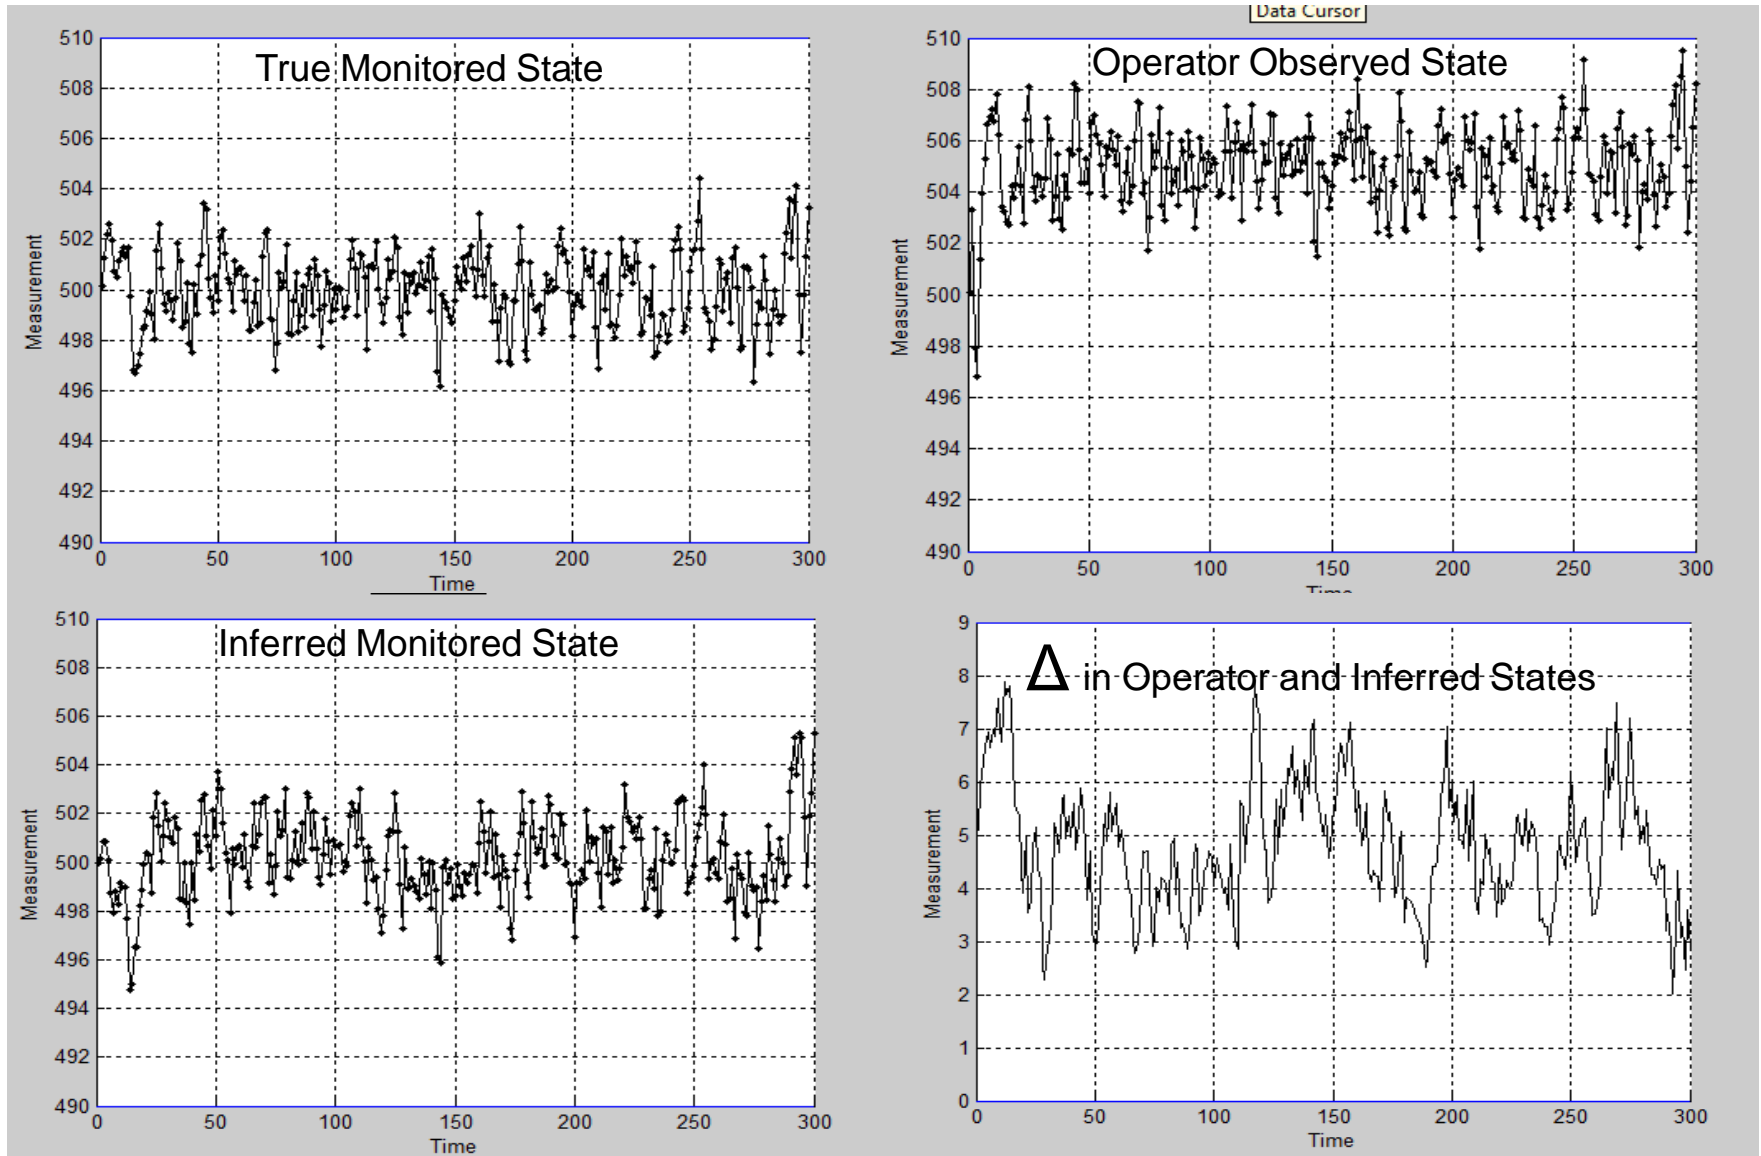 Data Cursor
True Monitored State
510
508
506
504
502
500
498
496
494
492
490
0 50 100 150 200 250 300
Measurement
Time
Operator Observed State
510
508
506
504
502
500
498
496
494
492
490
0 50 100 150 200 250 300
Measurement
Time
Inferred Monitored State
510
508
506
504
502
500
498
496
494
492
490
0 50 100 150 200 250 300
Measurement
Time
Δ in Operator and Inferred States
9
8
7
6
5
4
3
2
1
0
0 50 100 150 200 250 300
Measurement
Time